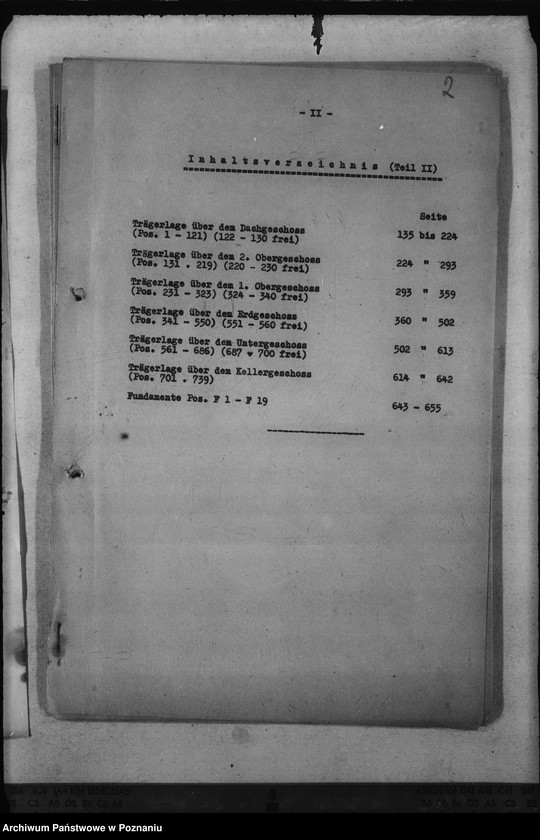 2
- II -
Inhaltsverzeichnis (Teil II)
Seite
Trägerlage über dem Dachgeschoss
(Pos. 1 - 121) (122 - 130 frei) 135 bis 224
Trägerlage über dem 2. Obergeschoss
(Pos. 131 . 219) (220 - 230 frei) 224 " 293
Trägerlage über dem 1. Obergeschoss
(Pos. 231 - 323) (324 - 340 frei) 293 " 359
Trägerlage über dem Erdgeschoss
(Pos. 341 - 550) (551 - 560 frei) 360 " 502
Trägerlage über dem Untergeschoss
(Pos. 561 - 686) (687 - 700 frei) 502 " 613
Trägerlage über dem Kellergeschoss
(Pos. 701 . 739) 614 " 642
Fundamente Pos. F 1 - F 19 643 - 655
Archiwum Państwowe w Poznaniu